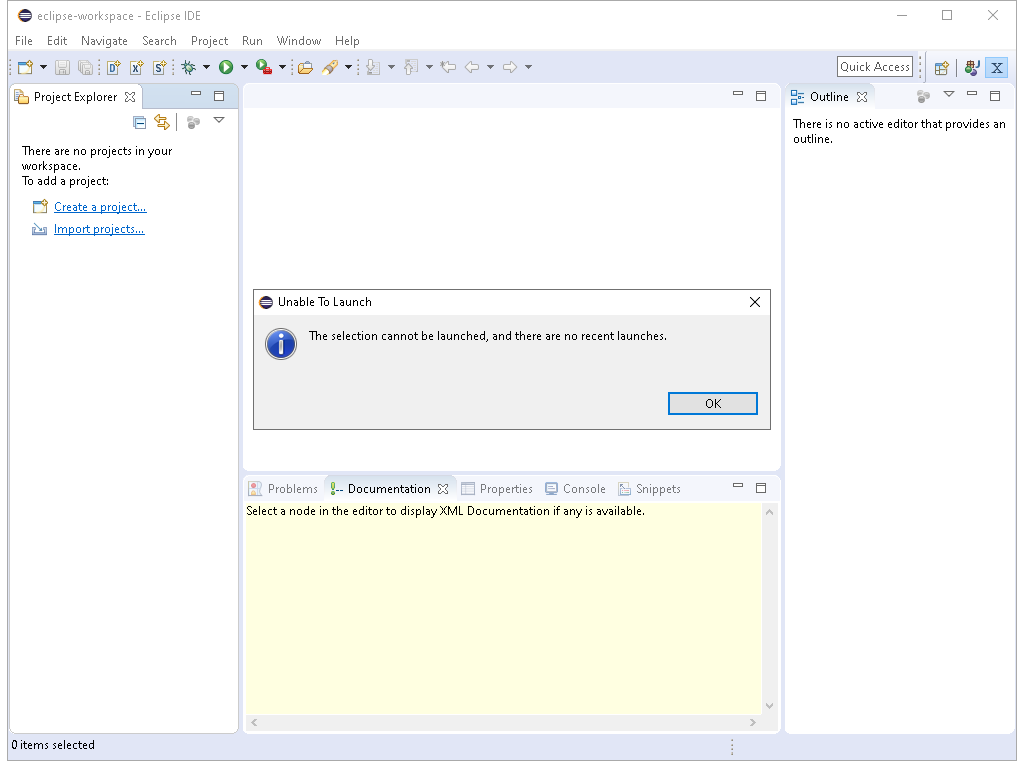 eclipse-workspace - Eclipse IDE
File Edit Navigate Search Project Run Window Help
Quick Access
Project Explorer
There are no projects in your
workspace.
To add a project:
Create a project...
Import projects...
Outline
There is no active editor that provides an
outline.
Unable To Launch
The selection cannot be launched, and there are no recent launches.
OK
Problems Documentation Properties Console Snippets
Select a node in the editor to display XML Documentation if any is available.
0 items selected